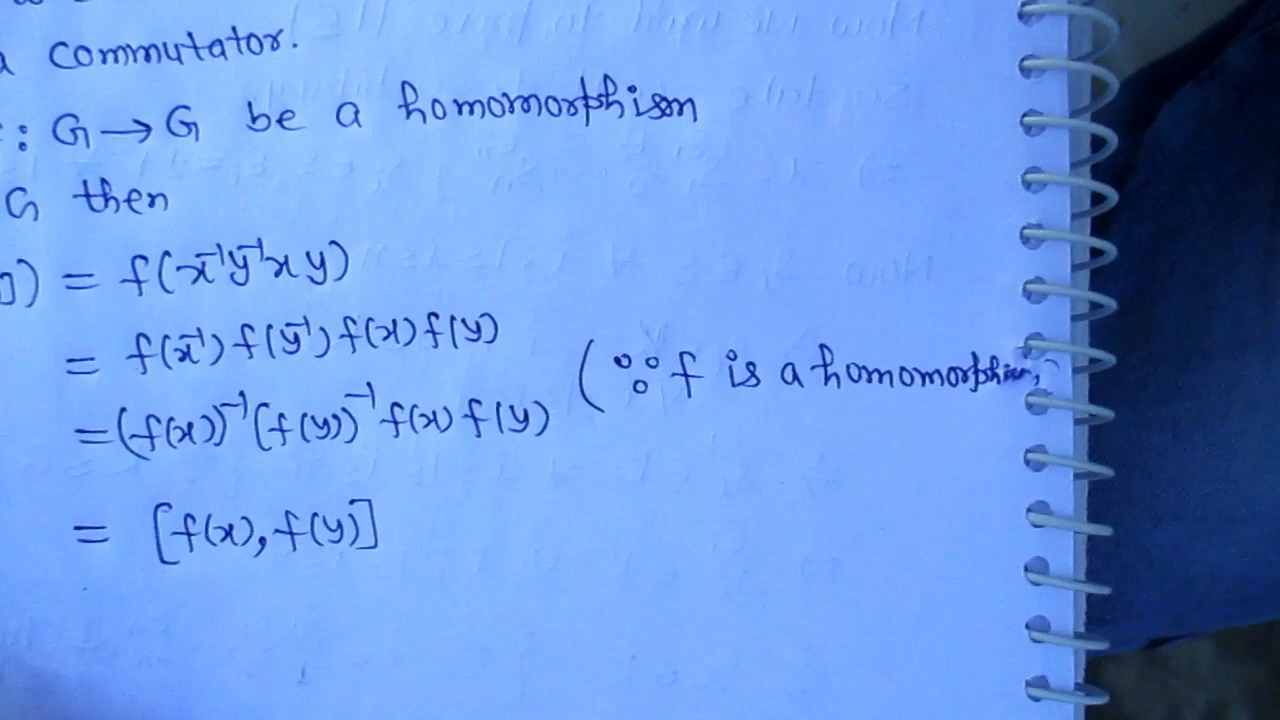 a commutator.
: G → G be a homomorphism
G then
) = f(x⁻¹y⁻¹xy)
= f(x⁻¹) f(y⁻¹) f(x) f(y)
(∵ f is a homomorphism)
= (f(x))⁻¹ (f(y))⁻¹ f(x) f(y)
= [f(x), f(y)]